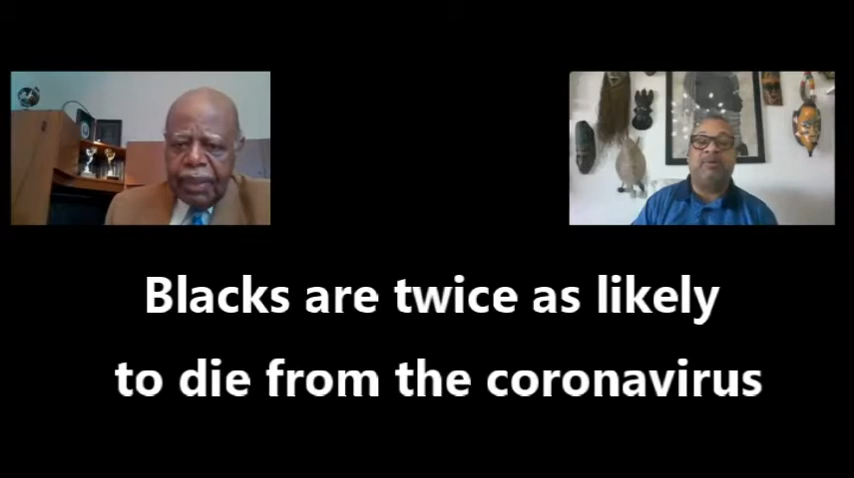 Blacks are twice as likely
to die from the coronavirus